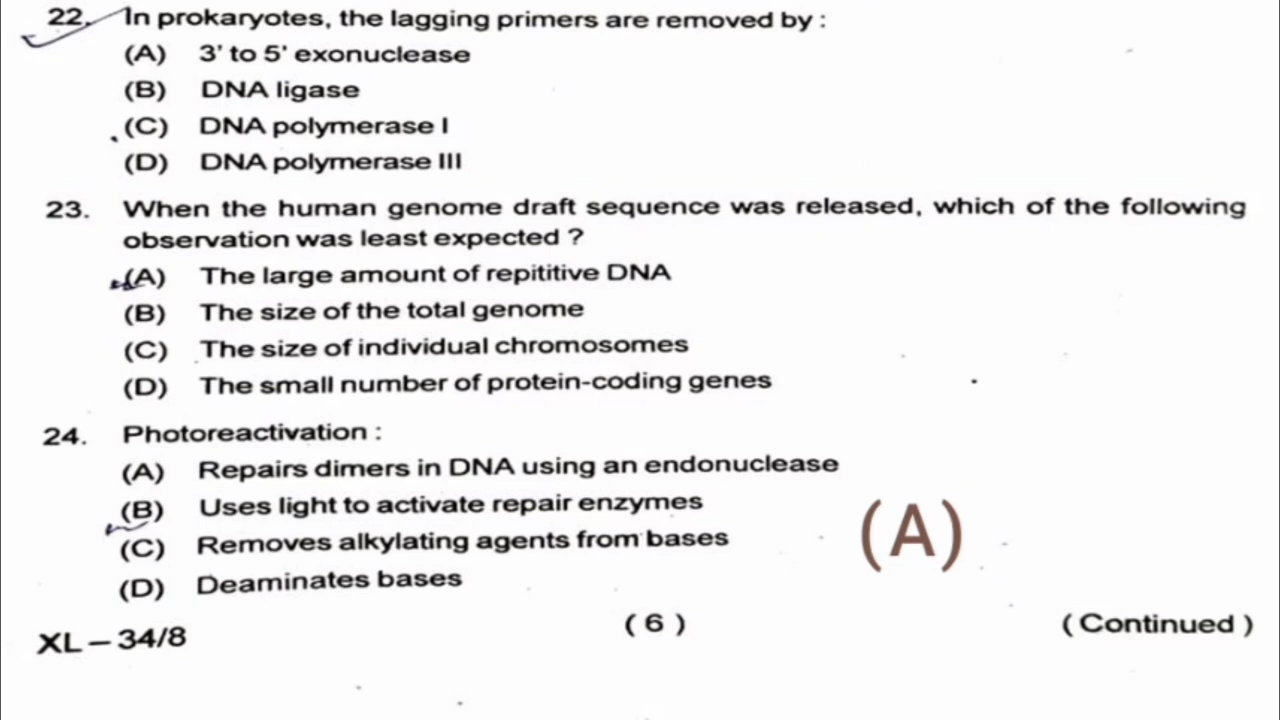 22. In prokaryotes, the lagging primers are removed by :
(A) 3' to 5' exonuclease
(B) DNA ligase
(C) DNA polymerase I
(D) DNA polymerase III
23. When the human genome draft sequence was released, which of the following
observation was least expected ?
(A) The large amount of repititive DNA
(B) The size of the total genome
(C) The size of individual chromosomes
(D) The small number of protein-coding genes
24. Photoreactivation :
(A) Repairs dimers in DNA using an endonuclease
(B) Uses light to activate repair enzymes
(C) Removes alkylating agents from bases
(D) Deaminates bases
(A)
XL – 34/8 ( 6 ) ( Continued )